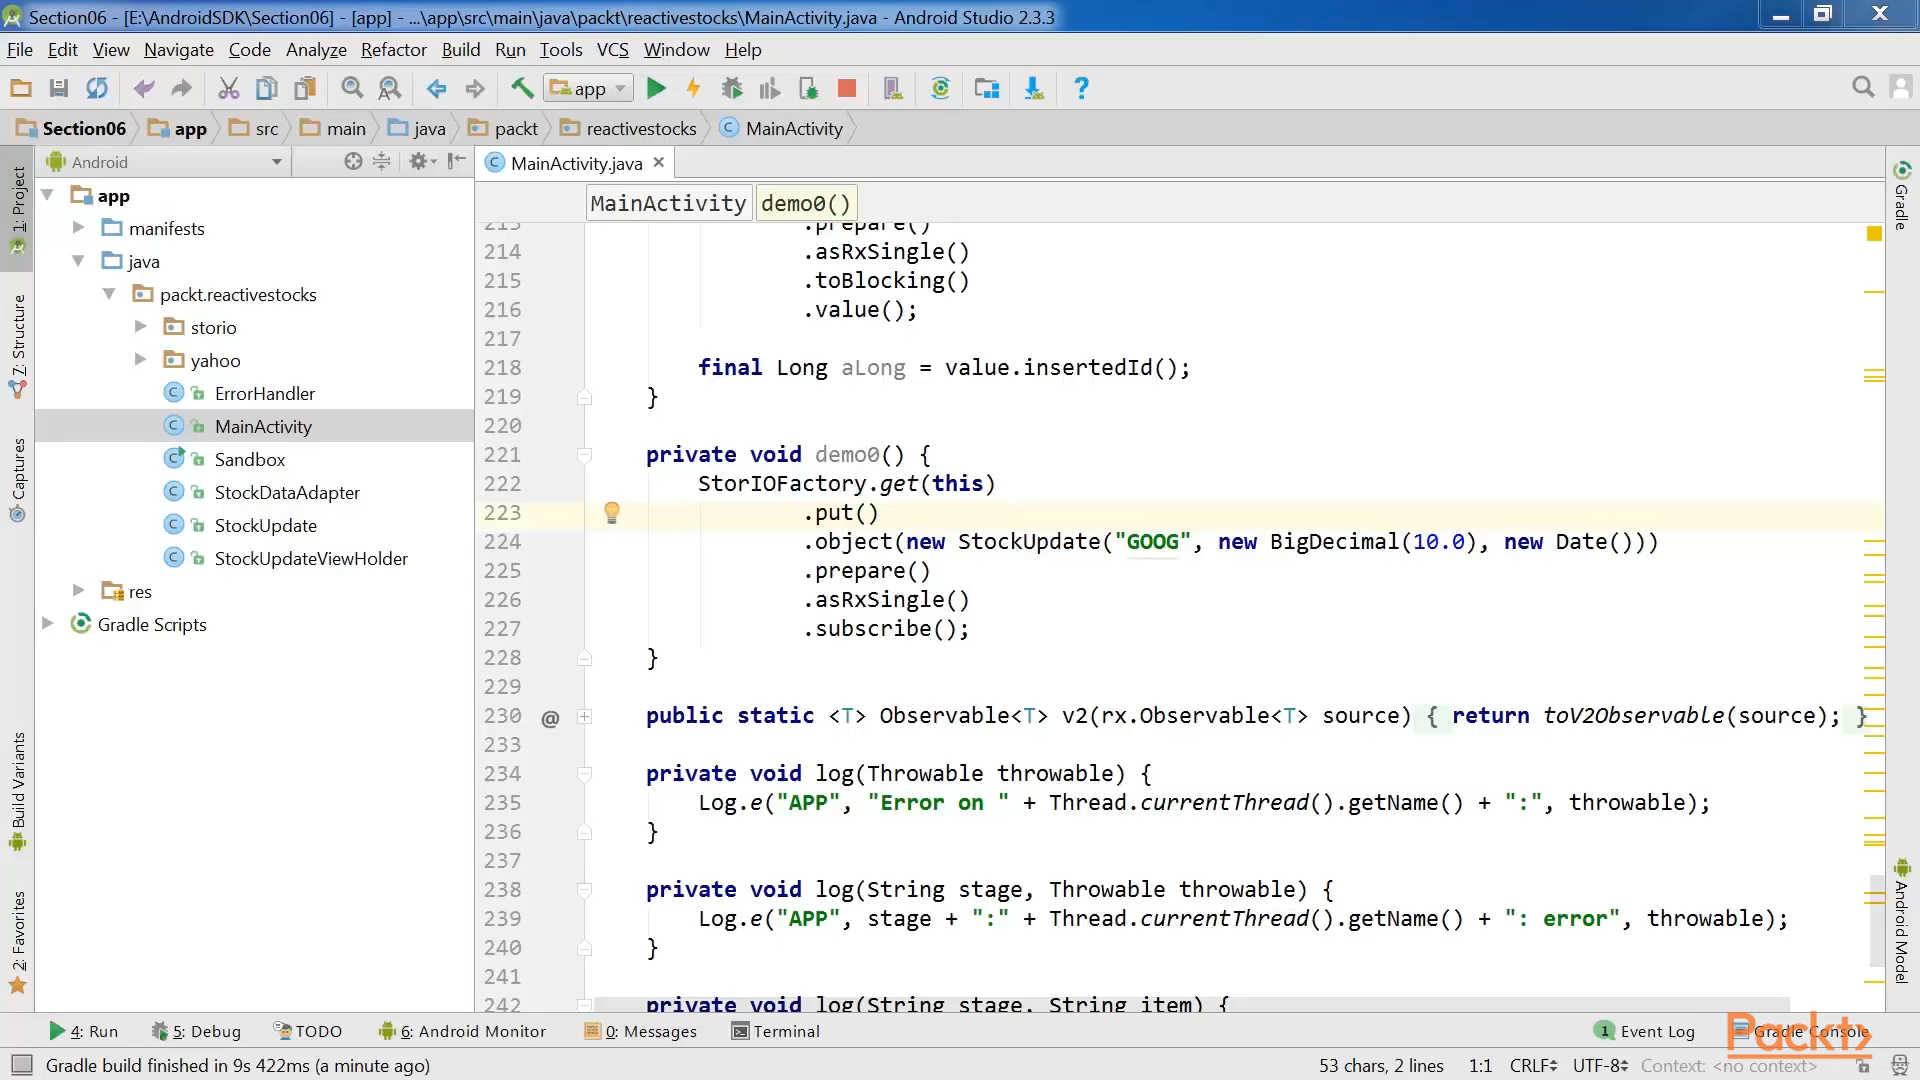 Section06 - [E:\AndroidSDK\Section06] - [app] - ...\app\src\main\java\packt\reactivestocks\MainActivity.java - Android Studio 2.3.3
File Edit View Navigate Code Analyze Refactor Build Run Tools VCS Window Help
app
Section06 app src main java packt reactivestocks MainActivity
Android
MainActivity.java
MainActivity demo0()
1: Project
7: Structure
Captures
Build Variants
2: Favorites
app
manifests
java
packt.reactivestocks
storio
yahoo
ErrorHandler
MainActivity
Sandbox
StockDataAdapter
StockUpdate
StockUpdateViewHolder
res
Gradle Scripts
213 .prepare()
214 .asRxSingle()
215 .toBlocking()
216 .value();
217
218 final Long aLong = value.insertedId();
219 }
220
221 private void demo0() {
222 StorIOFactory.get(this)
223 .put()
224 .object(new StockUpdate("GOOG", new BigDecimal(10.0), new Date()))
225 .prepare()
226 .asRxSingle()
227 .subscribe();
228 }
229
230 @ public static <T> Observable<T> v2(rx.Observable<T> source) { return toV2Observable(source); }
233
234 private void log(Throwable throwable) {
235 Log.e("APP", "Error on " + Thread.currentThread().getName() + ":", throwable);
236 }
237
238 private void log(String stage, Throwable throwable) {
239 Log.e("APP", stage + ":" + Thread.currentThread().getName() + ": error", throwable);
240 }
241
242 private void log(String stage, String item) {
Gradle
Android Model
4: Run 5: Debug TODO 6: Android Monitor 0: Messages Terminal 1 Event Log Gradle Console
Packt>
Gradle build finished in 9s 422ms (a minute ago) 53 chars, 2 lines 1:1 CRLF UTF-8 Context: <no context>